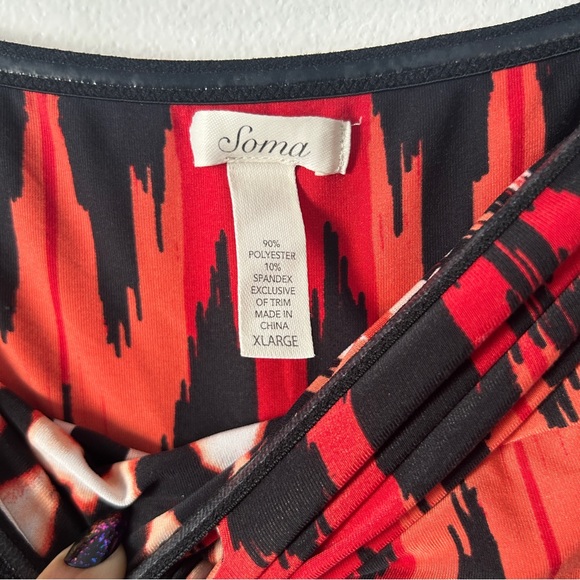 Soma
90%
POLYESTER
10%
SPANDEX
EXCLUSIVE
OF TRIM
MADE IN
CHINA
XLARGE